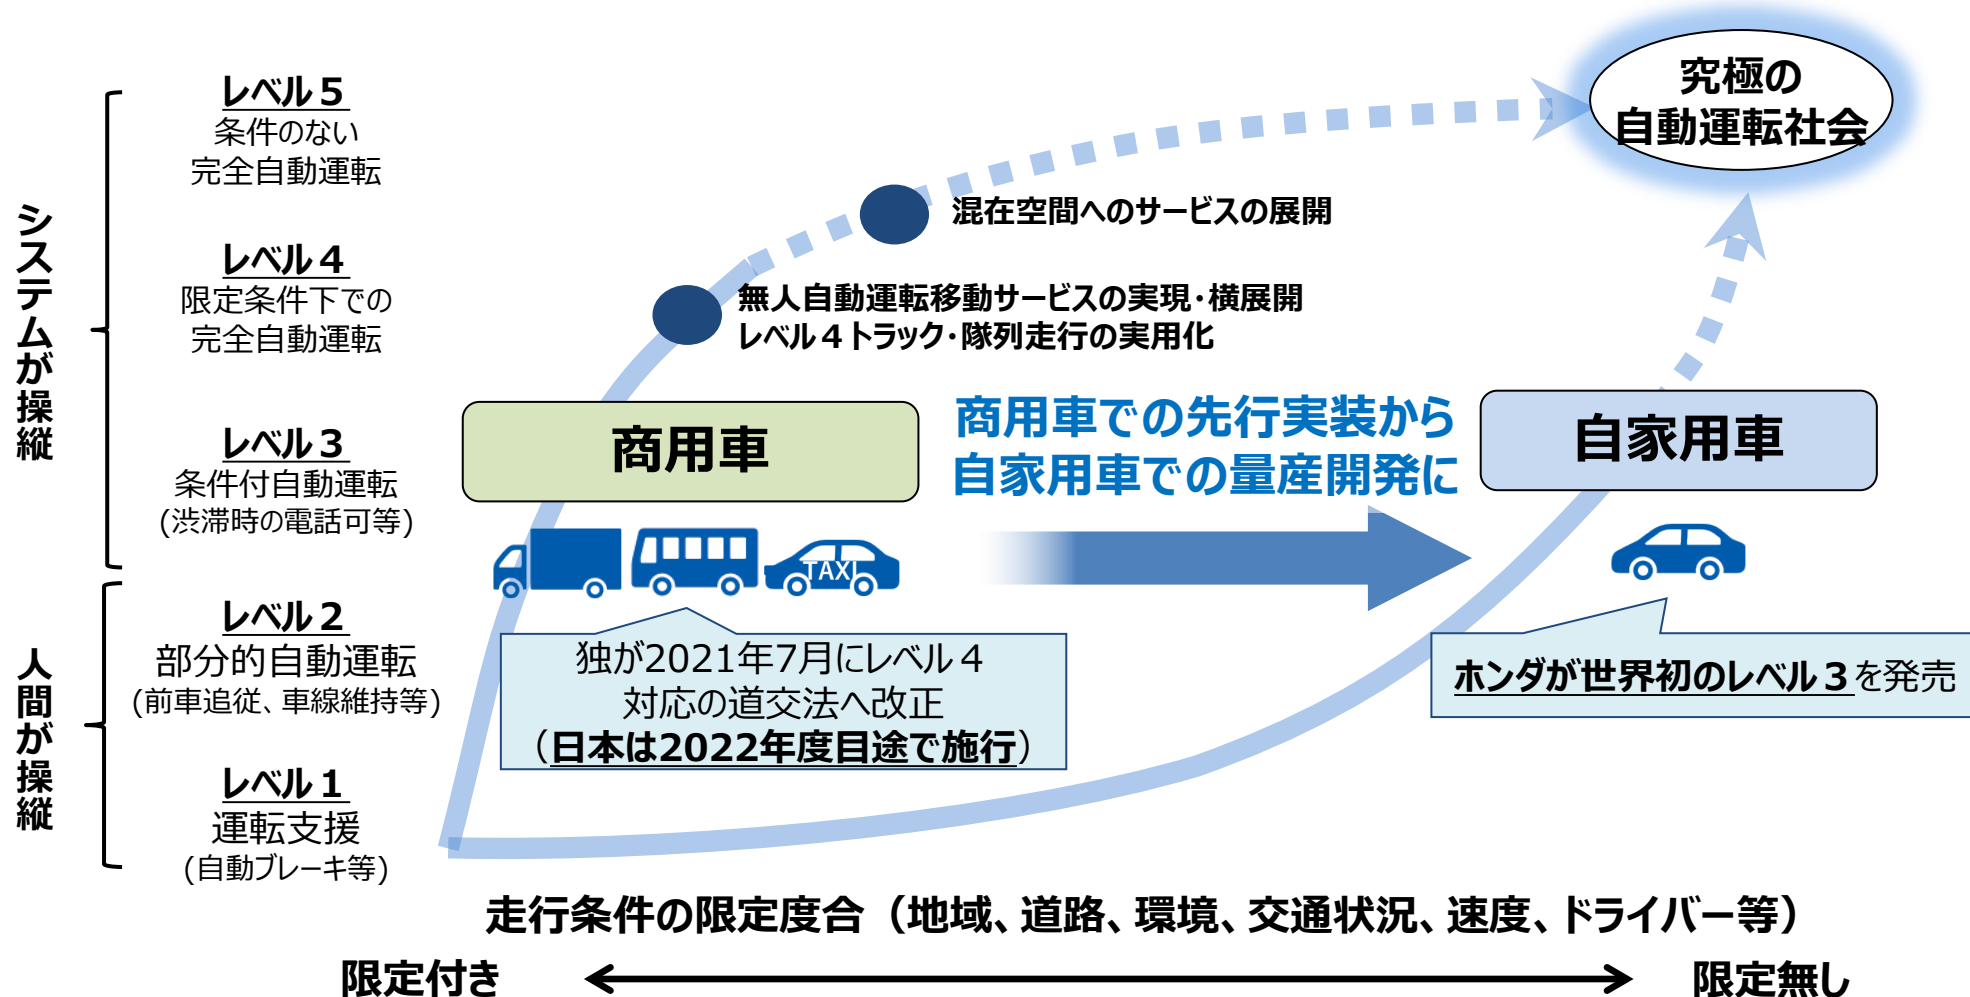 究極の
自動運転社会
システムが操縦
レベル5
条件のない
完全自動運転
レベル4
限定条件下での
完全自動運転
レベル3
条件付自動運転
(渋滞時の電話可等)
人間が操縦
レベル2
部分的自動運転
(前車追従、車線維持等)
レベル1
運転支援
(自動ブレーキ等)
混在空間へのサービスの展開
無人自動運転移動サービスの実現・横展開
レベル4トラック・隊列走行の実用化
商用車
商用車での先行実装から
自家用車での量産開発に
自家用車
TAXI
独が2021年7月にレベル4
対応の道交法へ改正
(日本は2022年度目途で施行)
ホンダが世界初のレベル3を発売
走行条件の限定度合(地域、道路、環境、交通状況、速度、ドライバー等)
限定付き
限定無し